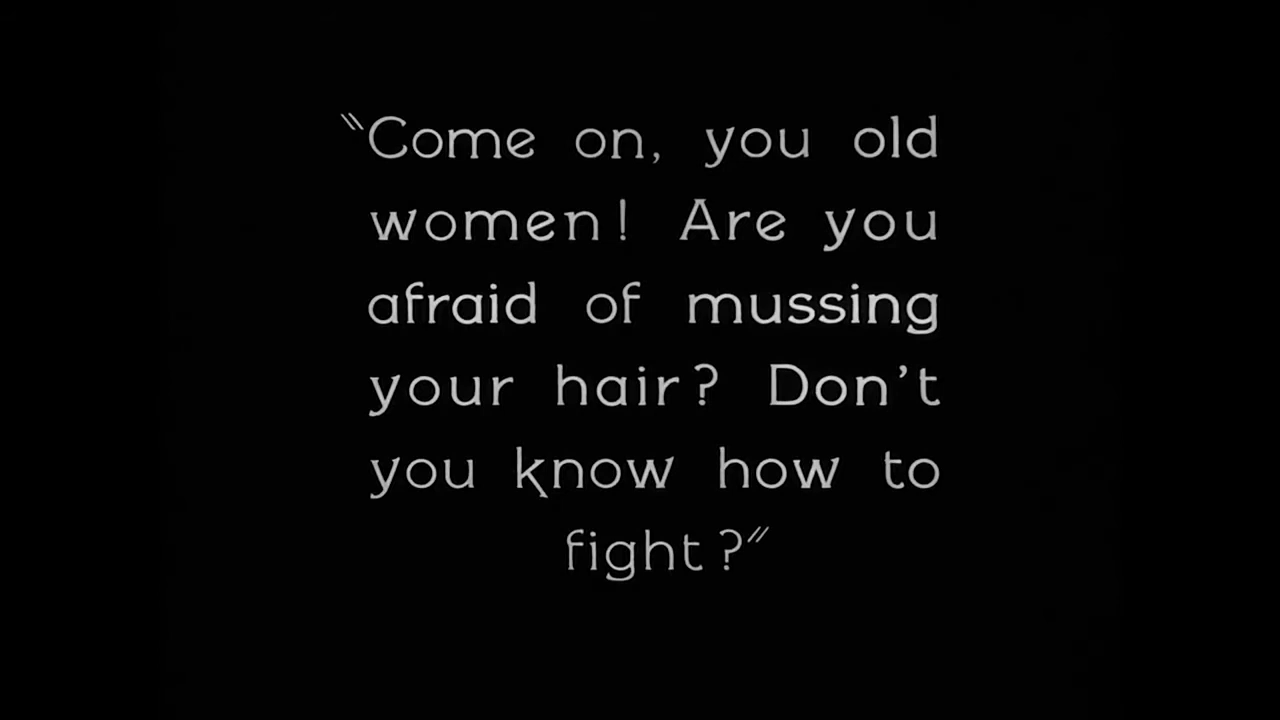 “Come on, you old
women! Are you
afraid of mussing
your hair? Don’t
you know how to
fight?”